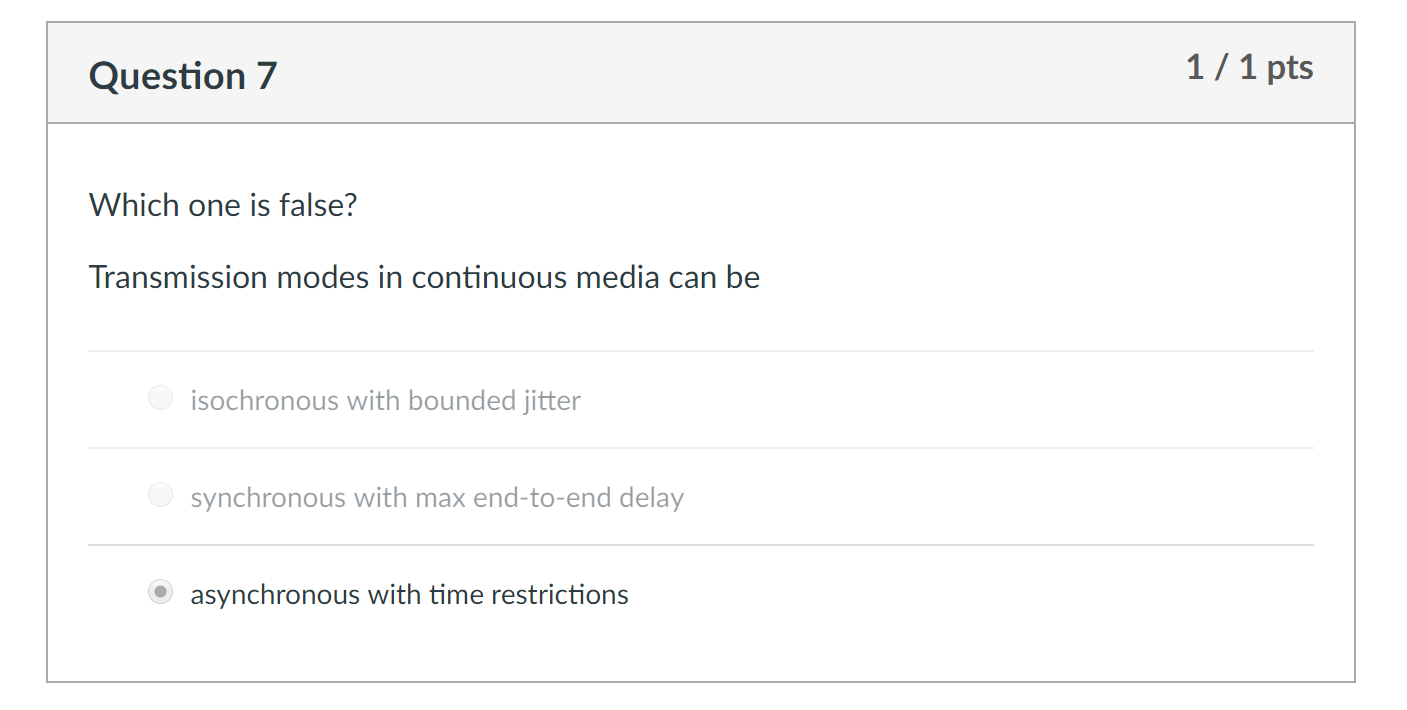 Question 7
1 / 1 pts
Which one is false?
Transmission modes in continuous media can be
isochronous with bounded jitter
synchronous with max end-to-end delay
asynchronous with time restrictions